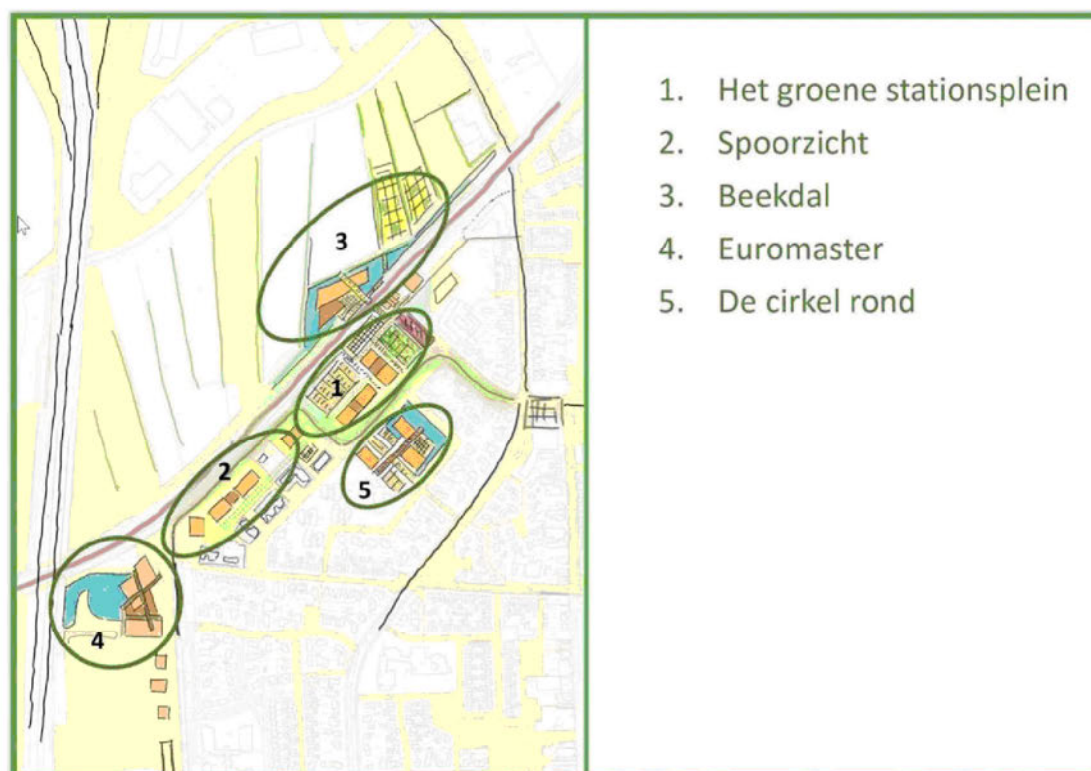 3
1
2
5
4
1. Het groene stationsplein
2. Spoorzicht
3. Beekdal
4. Euromaster
5. De cirkel rond